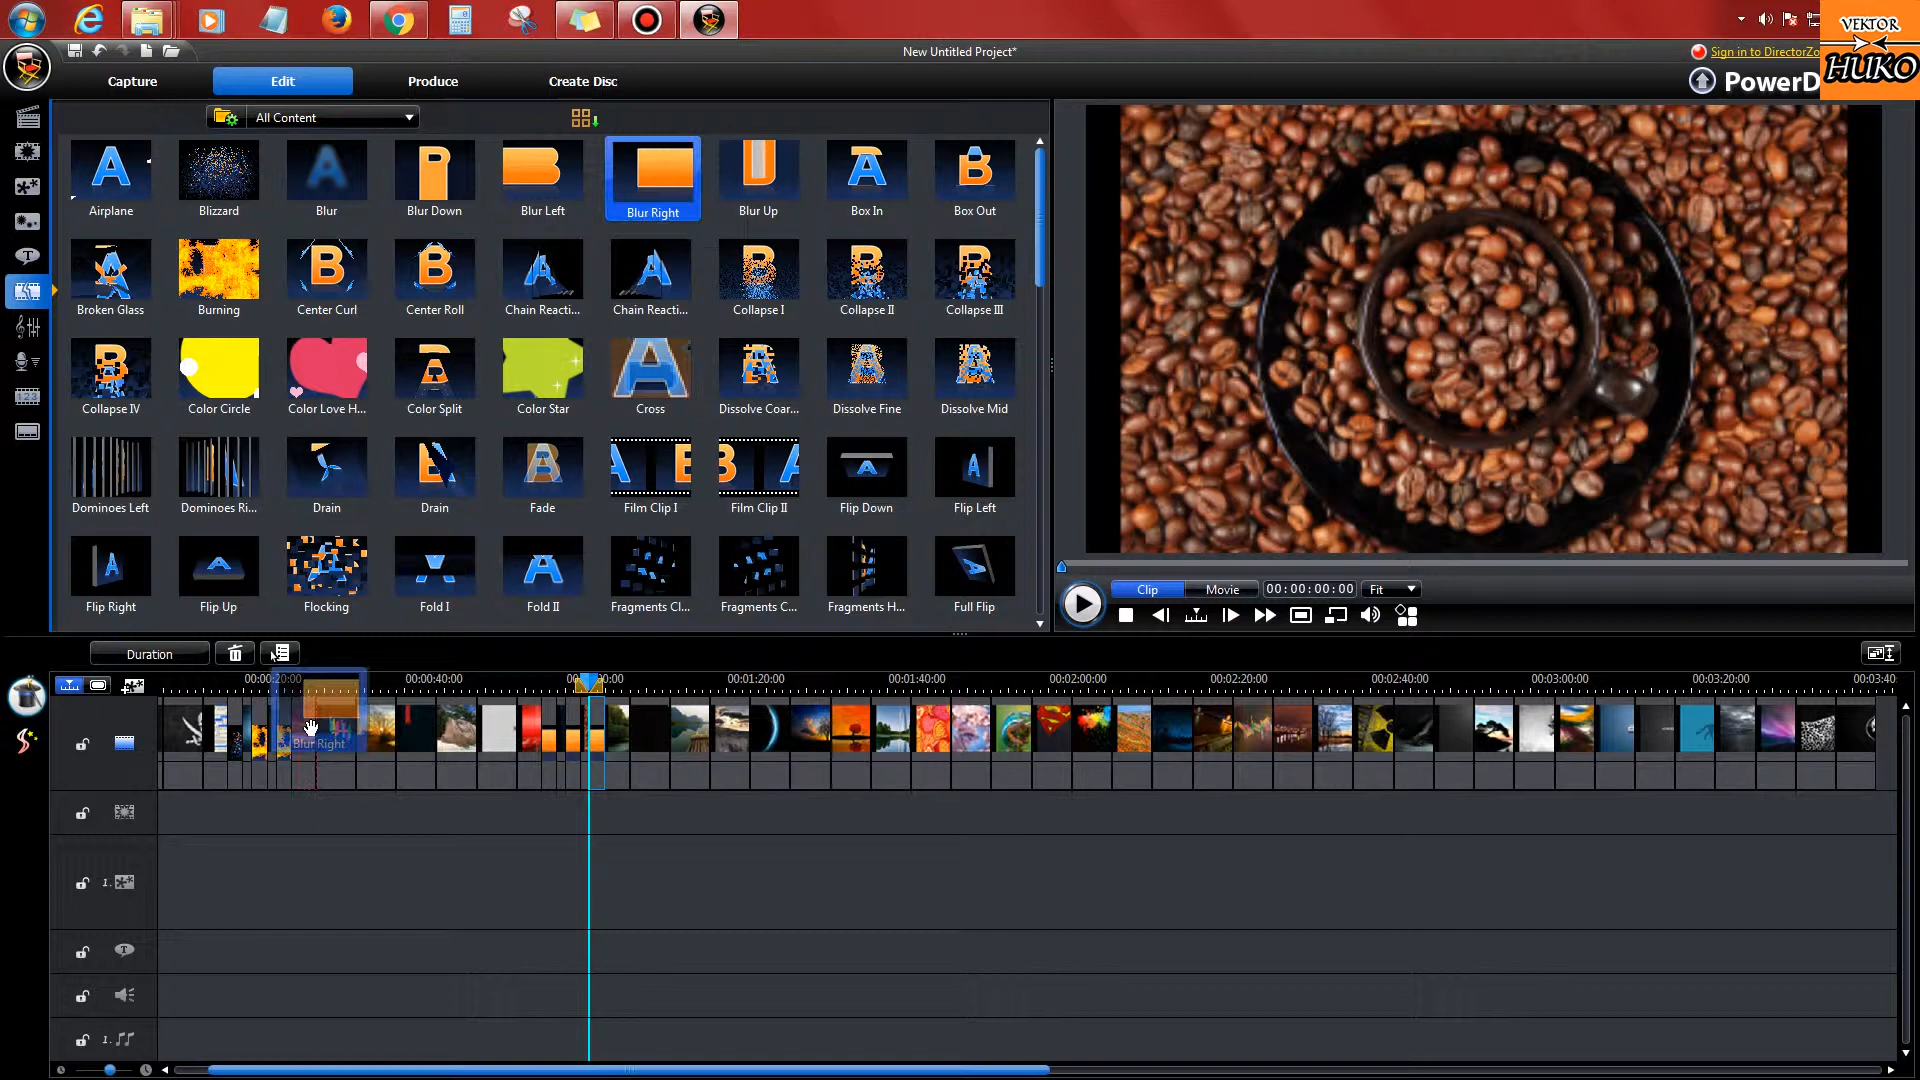 New Untitled Project*
Sign in to DirectorZo
VEKTOR
HUKO
Capture
Edit
Produce
Create Disc
PowerD
All Content
Airplane
Blizzard
Blur
Blur Down
Blur Left
Blur Right
Blur Up
Box In
Box Out
Broken Glass
Burning
Center Curl
Center Roll
Chain Reacti...
Chain Reacti...
Collapse I
Collapse II
Collapse III
Collapse IV
Color Circle
Color Love H...
Color Split
Color Star
Cross
Dissolve Coar...
Dissolve Fine
Dissolve Mid
Dominoes Left
Dominoes Ri...
Drain
Drain
Fade
Film Clip I
Film Clip II
Flip Down
Flip Left
Flip Right
Flip Up
Flocking
Fold I
Fold II
Fragments Cl...
Fragments C...
Fragments H...
Full Flip
Clip
Movie
00:00:00:00
Fit
Duration
00:00:20:00
00:00:40:00
00:01:20:00
00:01:40:00
00:02:00:00
00:02:20:00
00:02:40:00
00:03:00:00
00:03:20:00
00:03:40
Blur Right
1.
1.